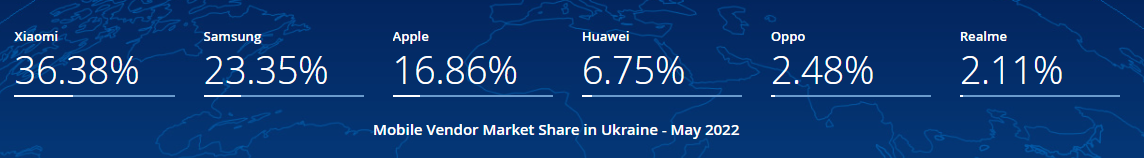 Xiaomi Samsung Apple Huawei Oppo Realme
36.38% 23.35% 16.86% 6.75% 2.48% 2.11%
Mobile Vendor Market Share in Ukraine - May 2022